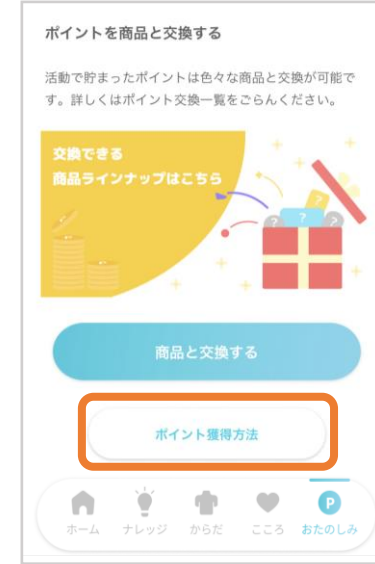 ポイントを商品と交換する
活動で貯まったポイントは色々な商品と交換が可能で
す。詳しくはポイント交換一覧をごらんください。
交換できる
商品ラインナップはこちら
? ? ? ?
商品と交換する
ポイント獲得方法
P
ホーム ナレッジ からだ こころ おたのしみ